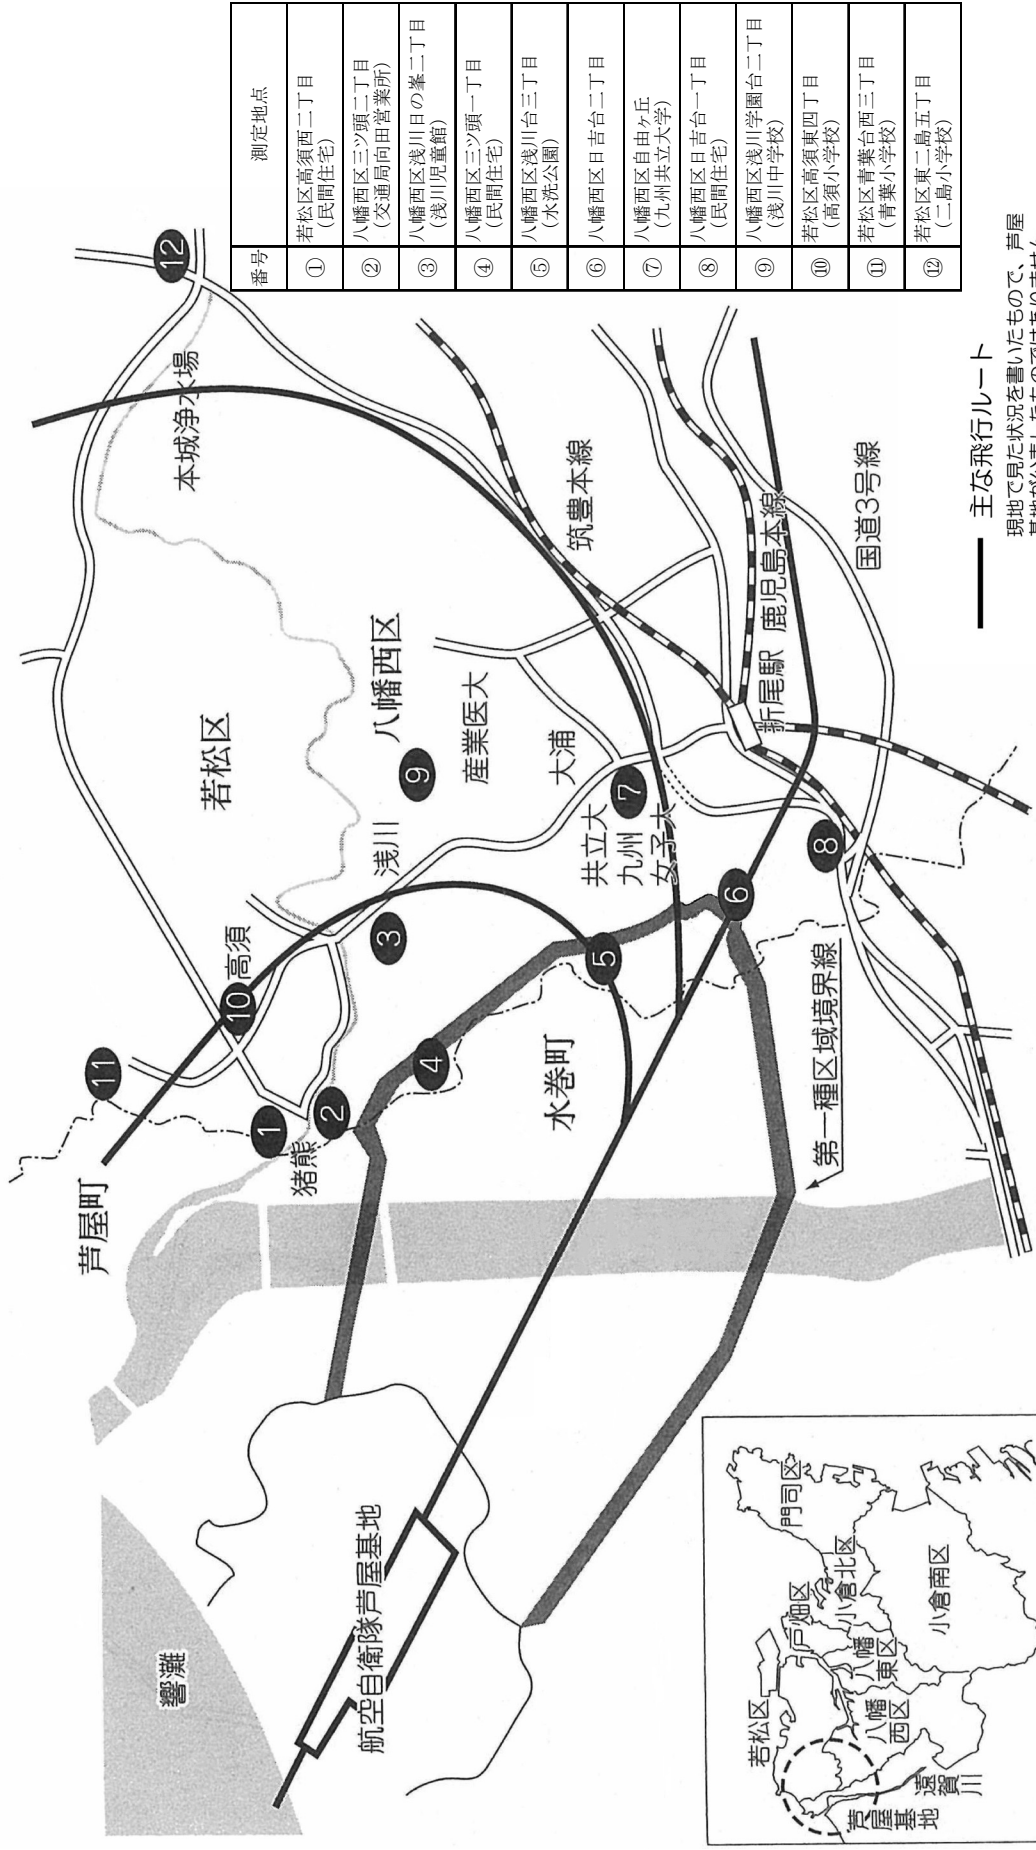 番号 測定地点
① 若松区高須西二丁目
(民間住宅)
② 八幡西区三ツ頭二丁目
(交通局向田営業所)
③ 八幡西区浅川日の峯二丁目
(浅川児童館)
④ 八幡西区三ツ頭一丁目
(民間住宅)
⑤ 八幡西区浅川台三丁目
(水洗公園)
⑥ 八幡西区日吉台二丁目
⑦ 八幡西区自由ヶ丘
(九州共立大学)
⑧ 八幡西区日吉台一丁目
(民間住宅)
⑨ 八幡西区浅川学園台二丁目
(浅川中学校)
⑩ 若松区高須東四丁目
(高須小学校)
⑪ 若松区青葉台西三丁目
(青葉小学校)
⑫ 若松区東二島五丁目
(二島小学校)
響灘
航空自衛隊芦屋基地
芦屋町
猪熊
高須
若松区
本城浄水場
浅川
八幡西区
産業医大
大浦
共立大
九州
女子大
水巻町
筑豊本線
折尾駅
鹿児島本線
国道3号線
第一種区域境界線
1
2
3
4
5
6
7
8
9
10
11
12
主な飛行ルート
現地で見た状況を書いたもので、芦屋
若松区
戸畑区
門司区
小倉北区
八幡
東区
八幡
西区
小倉南区
遠賀川
芦屋基地